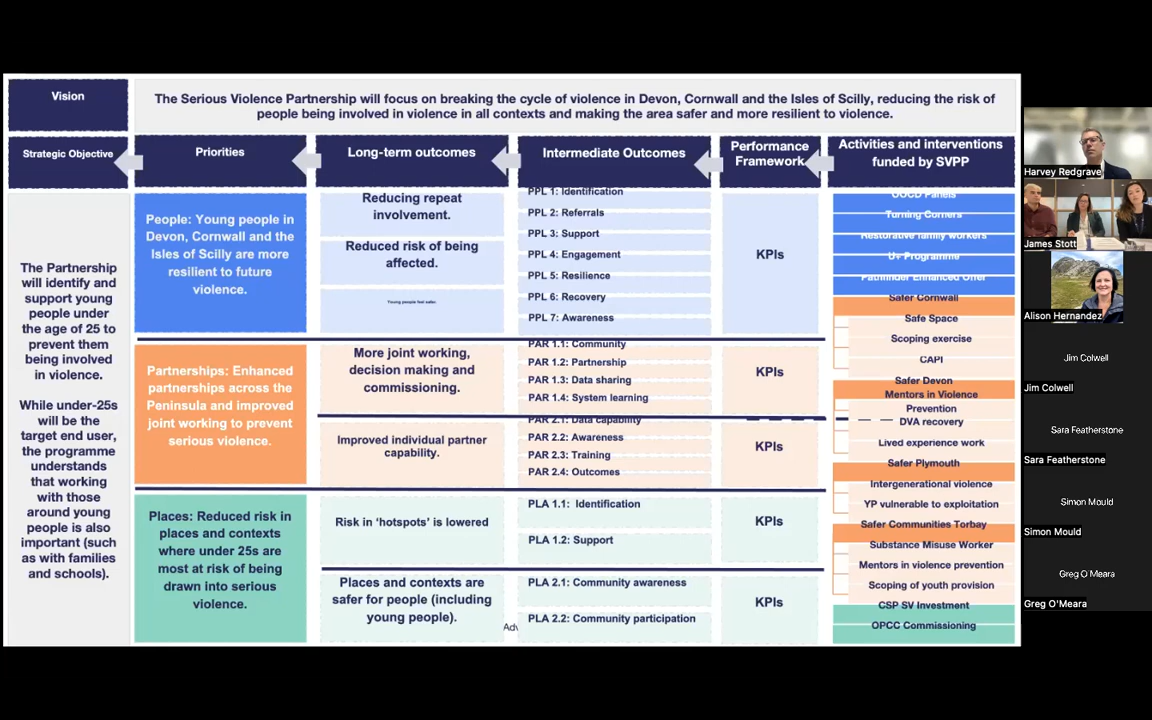 Vision
The Serious Violence Partnership will focus on breaking the cycle of violence in Devon, Cornwall and the Isles of Scilly, reducing the risk of
people being involved in violence in all contexts and making the area safer and more resilient to violence.
Strategic Objective
Priorities
Long-term outcomes
Intermediate Outcomes
Performance
Framework
Activities and interventions
funded by SVPP
The Partnership
will identify and
support young
people under
the age of 25 to
prevent them
being involved
in violence.
While under-25s
will be the
target end user,
the programme
understands
that working
with those
around young
people is also
important (such
as with families
and schools).
People: Young people in
Devon, Cornwall and the
Isles of Scilly are more
resilient to future
violence.
Reducing repeat
involvement.
Reduced risk of being
affected.
Young people feel safer.
PPL 1: Identification
PPL 2: Referrals
PPL 3: Support
PPL 4: Engagement
PPL 5: Resilience
PPL 6: Recovery
PPL 7: Awareness
KPIs
Partnerships: Enhanced
partnerships across the
Peninsula and improved
joint working to prevent
serious violence.
More joint working,
decision making and
commissioning.
PAR 1.1: Community
PAR 1.2: Partnership
PAR 1.3: Data sharing
PAR 1.4: System learning
KPIs
Improved individual partner
capability.
PAR 2.1: Data capability
PAR 2.2: Awareness
PAR 2.3: Training
PAR 2.4: Outcomes
KPIs
Places: Reduced risk in
places and contexts
where under 25s are
most at risk of being
drawn into serious
violence.
Risk in ‘hotspots’ is lowered
PLA 1.1: Identification
PLA 1.2: Support
KPIs
Places and contexts are
safer for people (including
young people).
Adv
PLA 2.1: Community awareness
PLA 2.2: Community participation
KPIs
OOCD Panels
Turning Corners
Restorative family workers
U+ Programme
Pathfinder Enhanced Offer
Safer Cornwall
Safe Space
Scoping exercise
CAPI
Safer Devon
Mentors in Violence
Prevention
DVA recovery
Lived experience work
Safer Plymouth
Intergenerational violence
YP vulnerable to exploitation
Safer Communities Torbay
Substance Misuse Worker
Mentors in violence prevention
Scoping of youth provision
CSP SV Investment
OPCC Commissioning
Harvey Redgrave
James Stott
Alison Hernandez
Jim Colwell
Jim Colwell
Sara Featherstone
Sara Featherstone
Simon Mould
Simon Mould
Greg O'Meara
Greg O'Meara